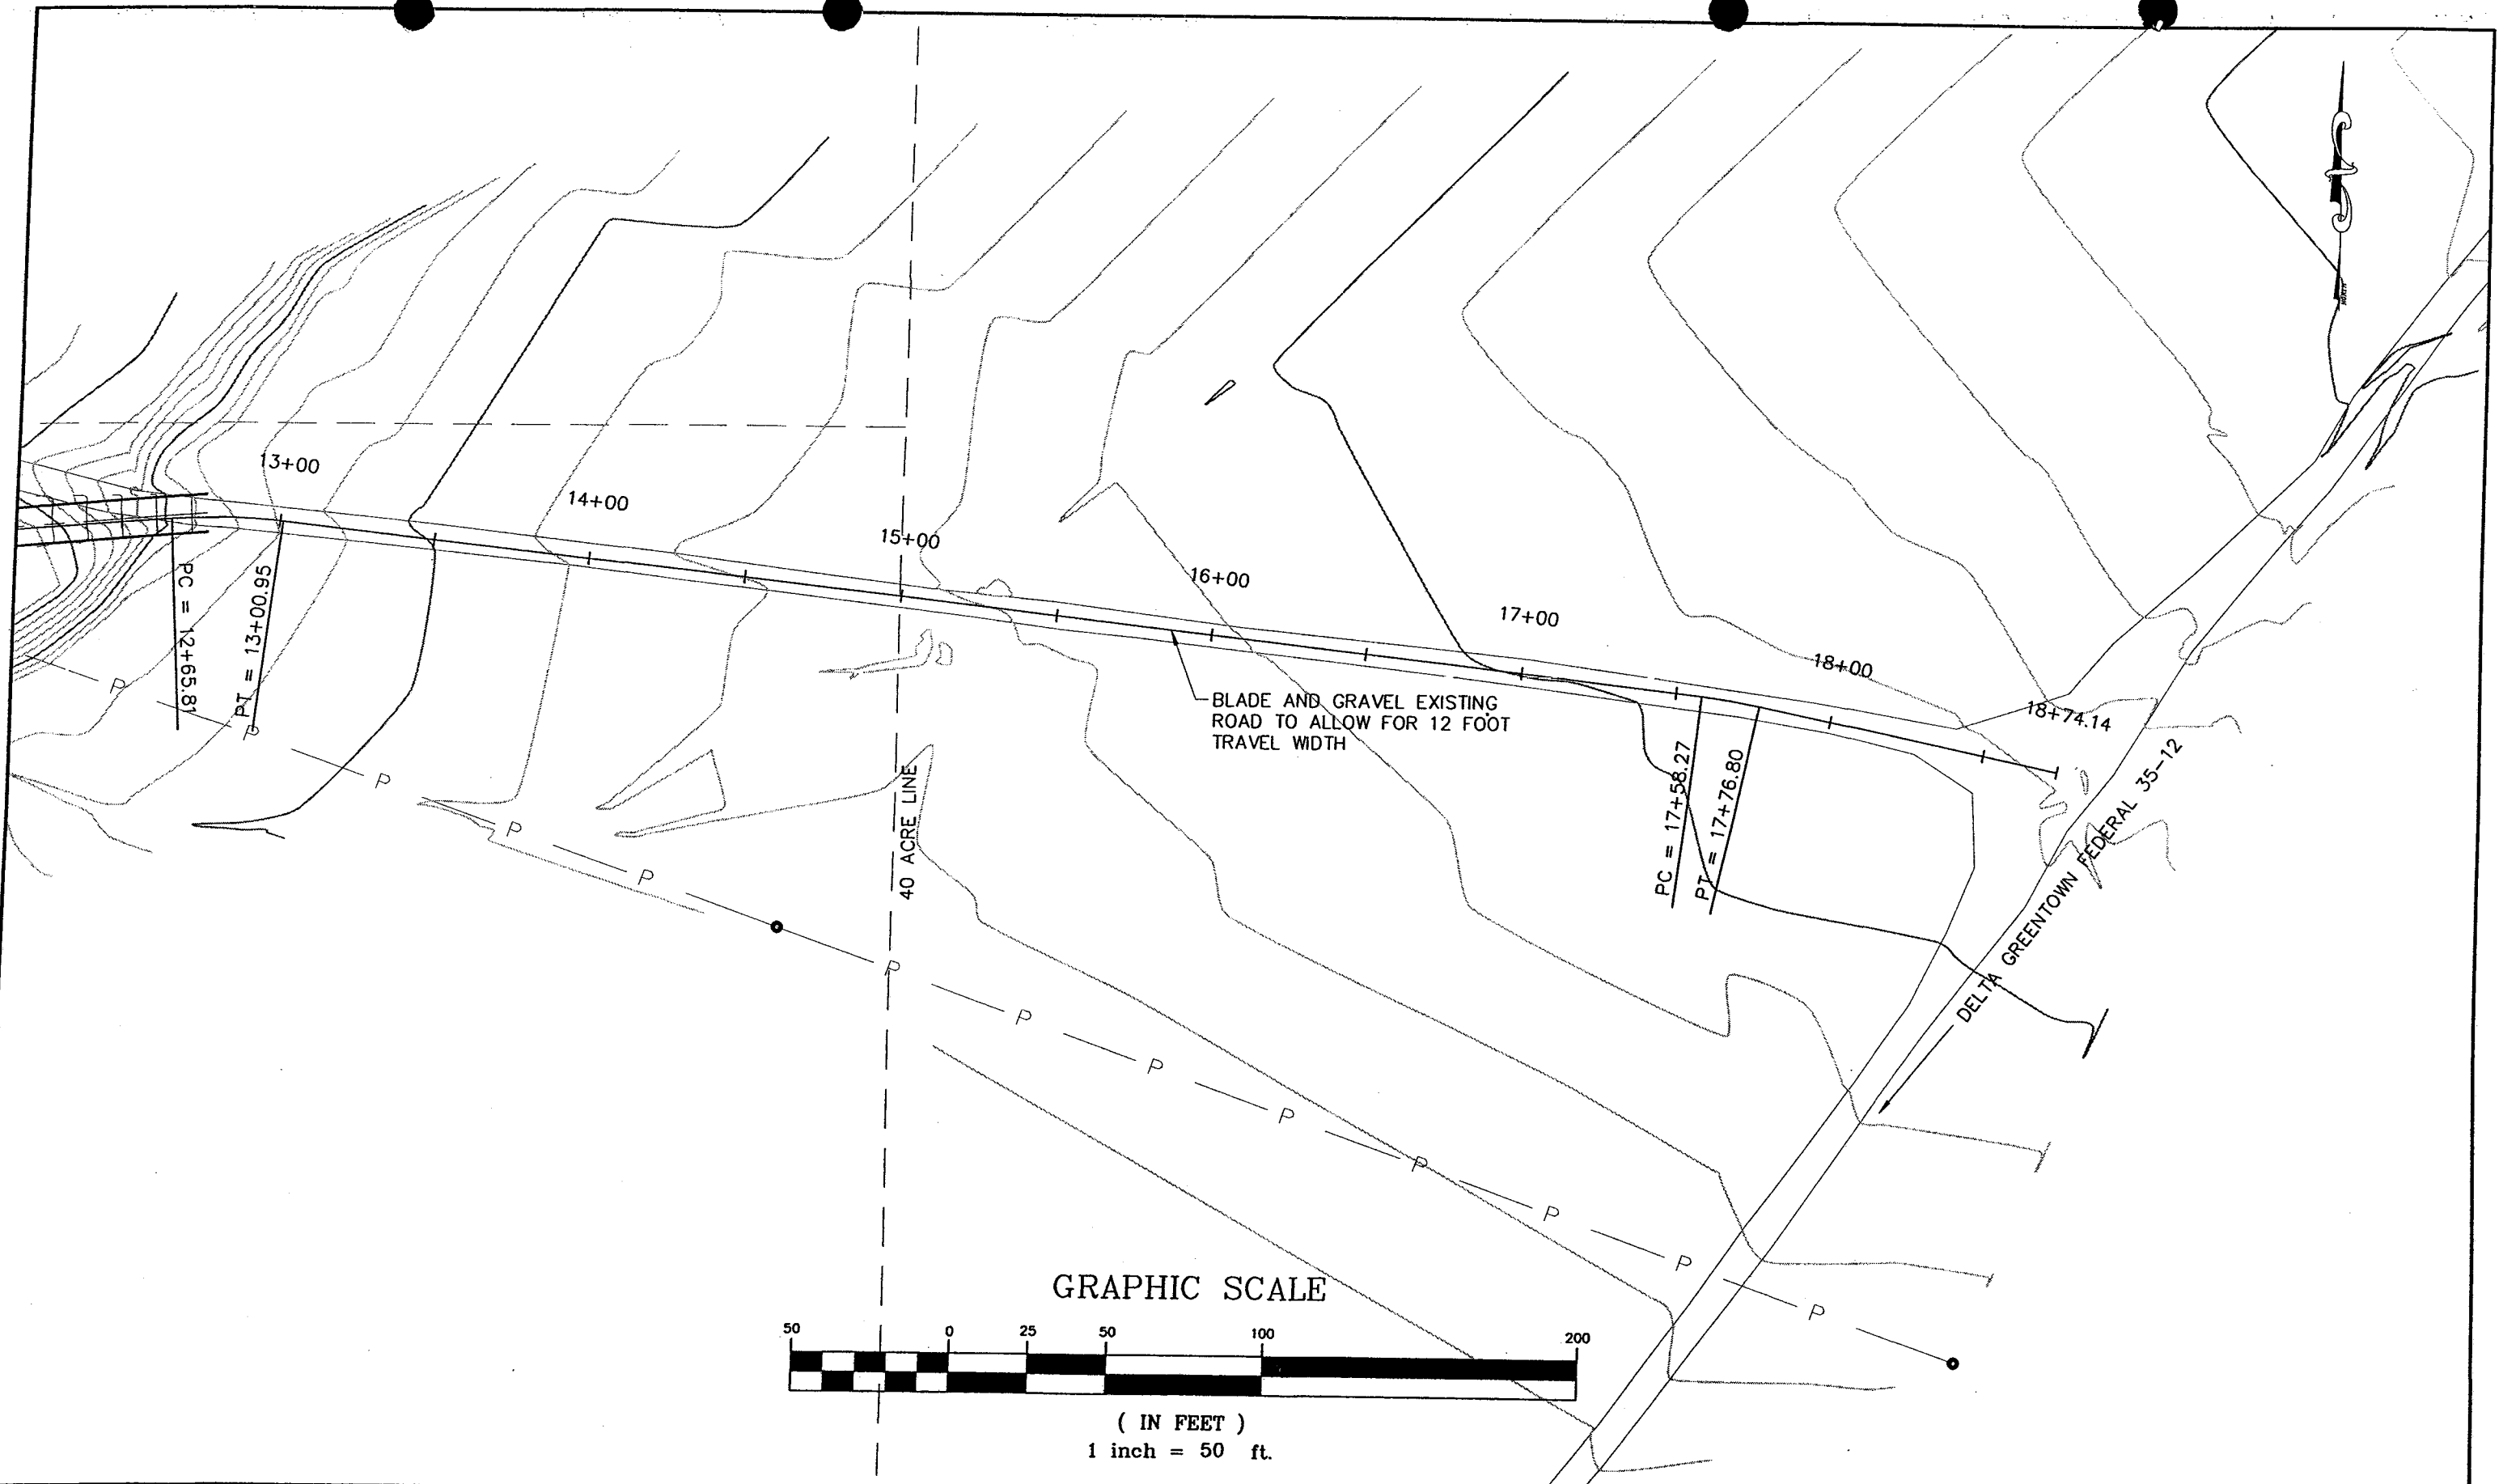 NORTH
13+00
14+00
15+00
16+00
17+00
18+00
18+74.14
PC = 12+65.81
PT = 13+00.95
P
P
P
P
P
BLADE AND GRAVEL EXISTING
ROAD TO ALLOW FOR 12 FOOT
TRAVEL WIDTH
PC = 17+58.27
PT = 17+76.80
40 ACRE LINE
DELTA GREENTOWN FEDERAL 35-12
P
P
P
P
P
P
P
P
GRAPHIC SCALE
50 0 25 50 100 200
( IN FEET )
1 inch = 50 ft.